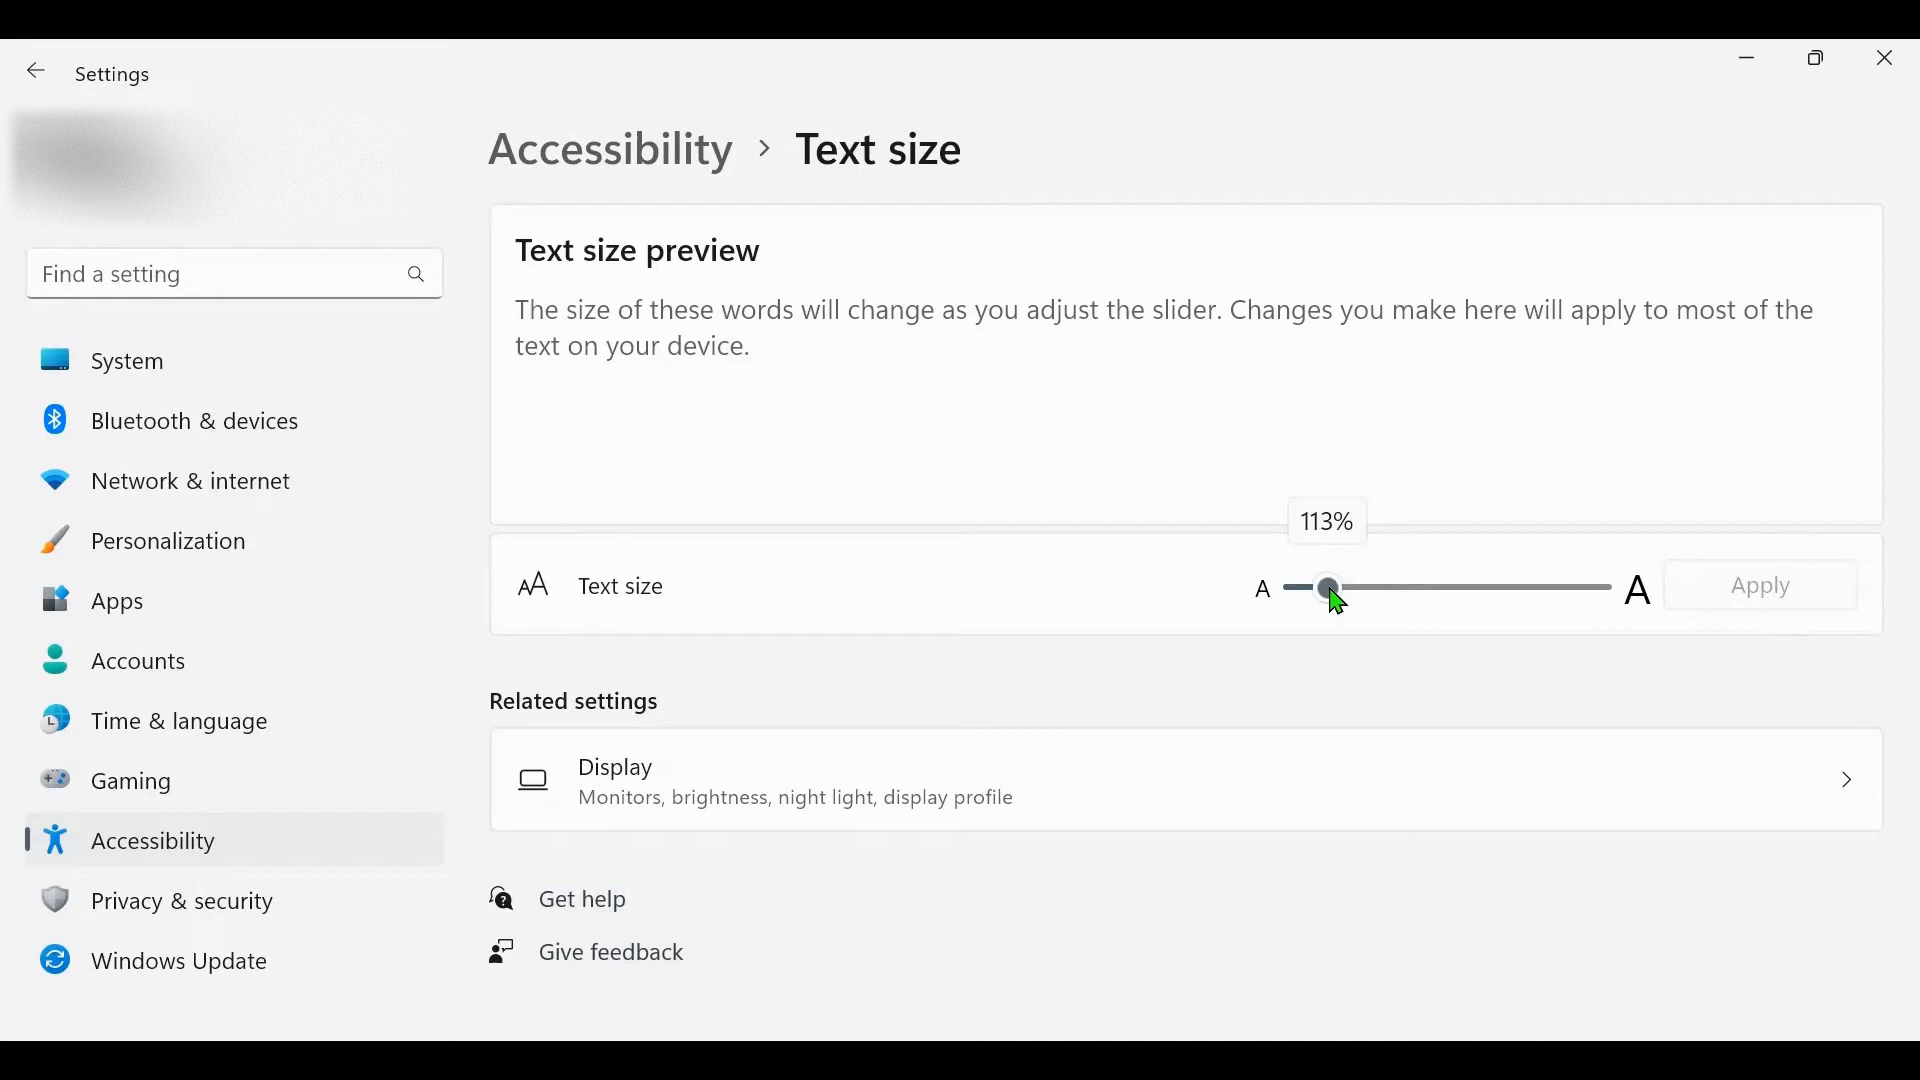 Settings
Accessibility > Text size
Find a setting
System
Bluetooth & devices
Network & internet
Personalization
Apps
Accounts
Time & language
Gaming
Accessibility
Privacy & security
Windows Update
Text size preview
The size of these words will change as you adjust the slider. Changes you make here will apply to most of the
text on your device.
113%
AA Text size A A Apply
Related settings
Display
Monitors, brightness, night light, display profile
Get help
Give feedback